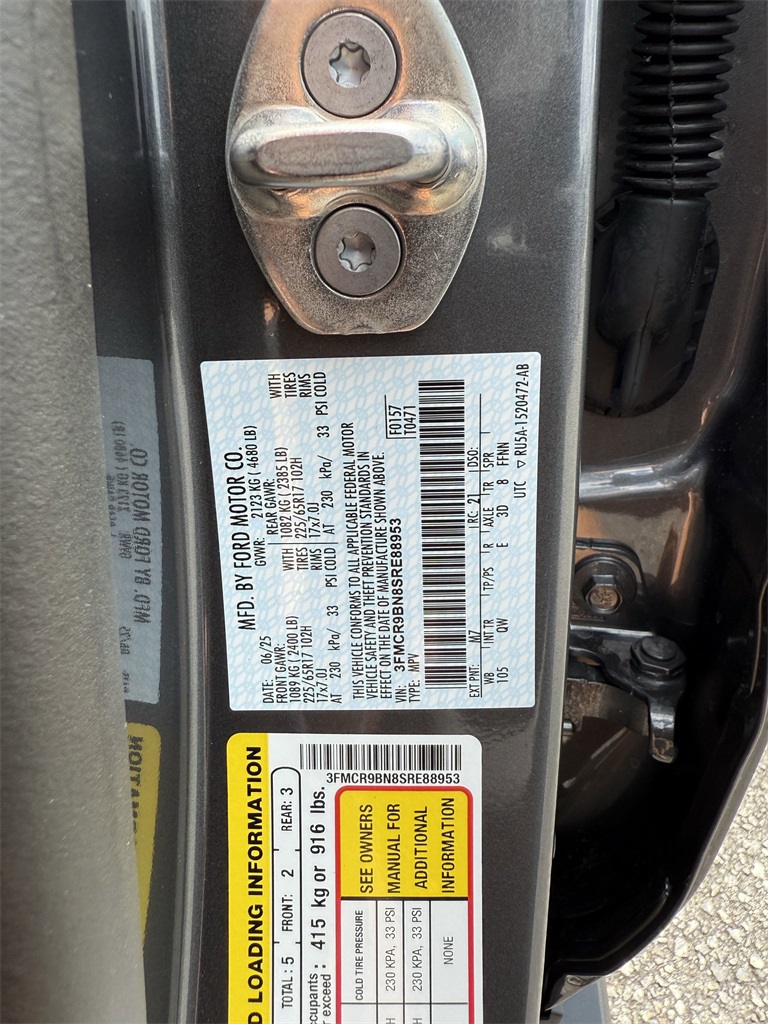 MFD. BY FORD MOTOR CO.
DATE: 06/25
GVWR: 2123 KG (4680 LB)
FRONT GAWR:
REAR GAWR:
1089 KG (2400 LB)
WITH
1082 KG (2385 LB)
WITH
225/65R17 102H
TIRES
225/65R17 102H
TIRES
17x7.0J
RIMS
17x7.0J
RIMS
AT 230 kPa/ 33 PSI COLD
AT 230 kPa/ 33 PSI COLD
THIS VEHICLE CONFORMS TO ALL APPLICABLE FEDERAL MOTOR
VEHICLE SAFETY AND THEFT PREVENTION STANDARDS IN
EFFECT ON THE DATE OF MANUFACTURE SHOWN ABOVE.
VIN: 3FMCR9BN8SRE88953
TYPE: MPV
F0157
T0471
EXT PNT: M7
RC: 21
DSO:
WB
INT TR
TP/PS
R
AXLE
TR
SPR
105
QW
E
3D
8
FFNN
UTC ▽ RU5A-1520472-AB
3FMCR9BN8SRE88953
LOADING INFORMATION
TOTAL: 5
FRONT: 2
REAR: 3
415 kg or 916 lbs.
COLD TIRE PRESSURE
230 KPA, 33 PSI
230 KPA, 33 PSI
NONE
SEE OWNERS
MANUAL FOR
ADDITIONAL
INFORMATION